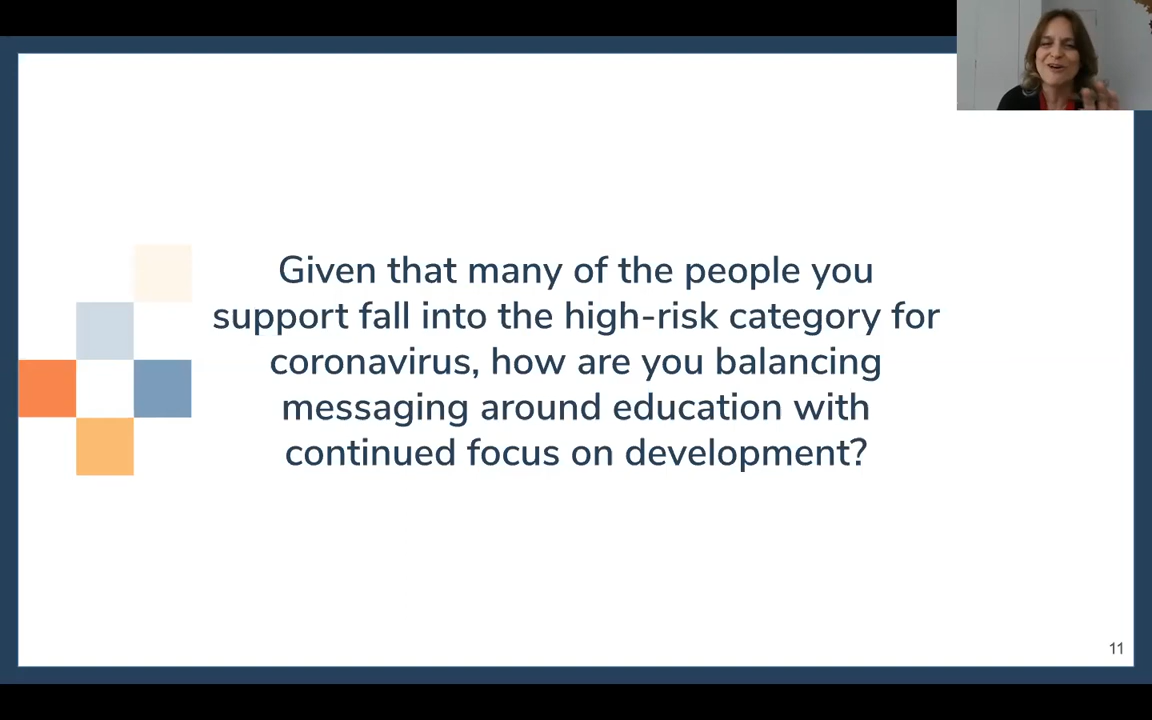 Given that many of the people you
support fall into the high-risk category for
coronavirus, how are you balancing
messaging around education with
continued focus on development?
11